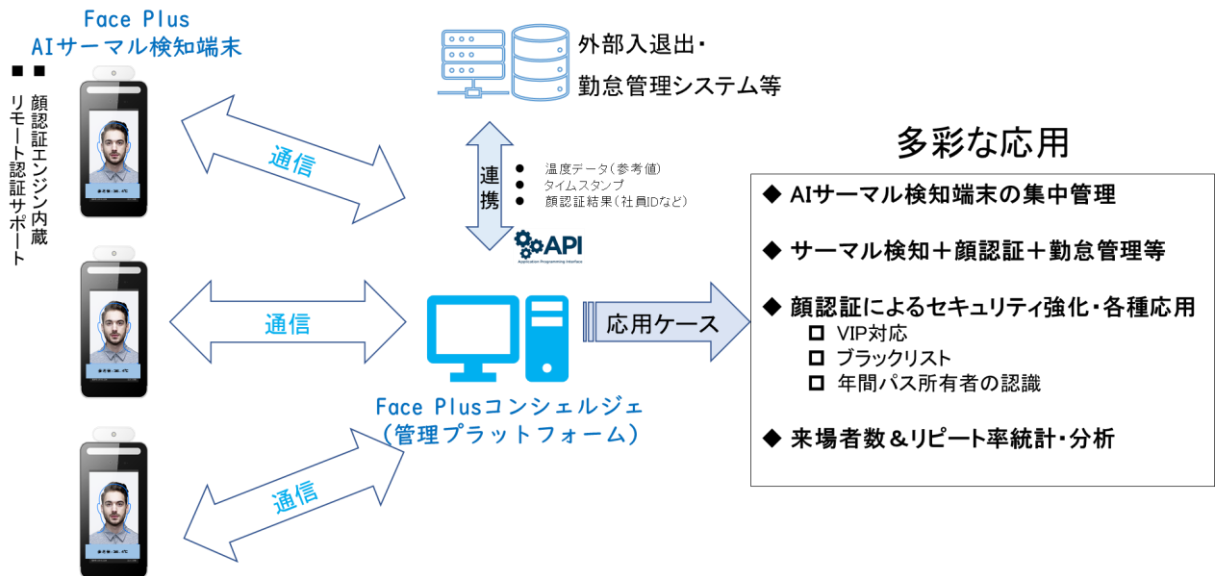 Face Plus
AIサーマル検知端末
■ 顔認証エンジン内蔵
■ リモート認証サポート
通信
通信
通信
外部入退出・
勤怠管理システム等
連携
● 温度データ(参考値)
● タイムスタンプ
● 顔認証結果(社員IDなど)
API
Application Programming Interface
Face Plusコンシェルジェ
(管理プラットフォーム)
応用ケース
多彩な応用
◆ AIサーマル検知端末の集中管理
◆ サーマル検知+顔認証+勤怠管理等
◆ 顔認証によるセキュリティ強化・各種応用
□ VIP対応
□ ブラックリスト
□ 年間パス所有者の認識
◆ 来場者数&リピート率統計・分析